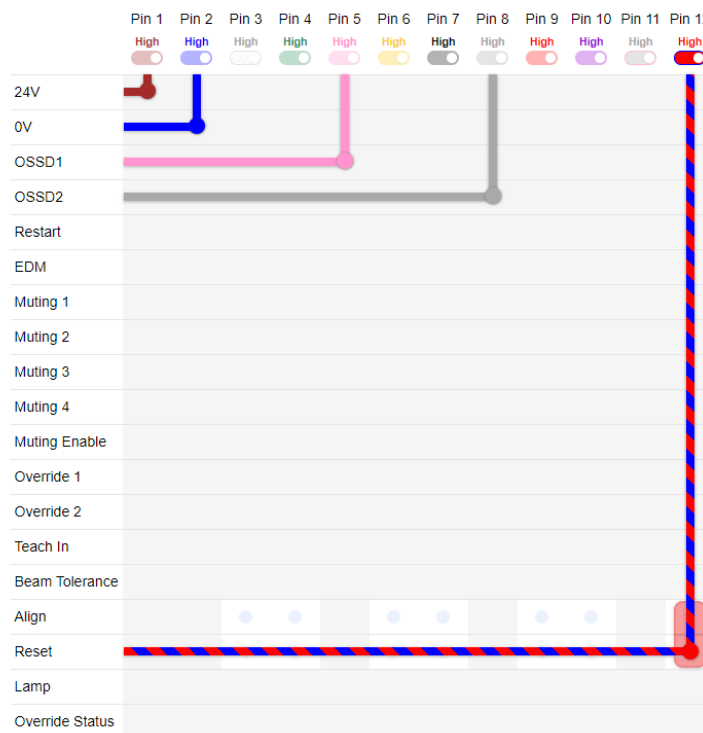 Pin 1 Pin 2 Pin 3 Pin 4 Pin 5 Pin 6 Pin 7 Pin 8 Pin 9 Pin 10 Pin 11 Pin 12
High High High High High High High High High High High High
24V
0V
OSSD1
OSSD2
Restart
EDM
Muting 1
Muting 2
Muting 3
Muting 4
Muting Enable
Override 1
Override 2
Teach In
Beam Tolerance
Align
Reset
Lamp
Override Status